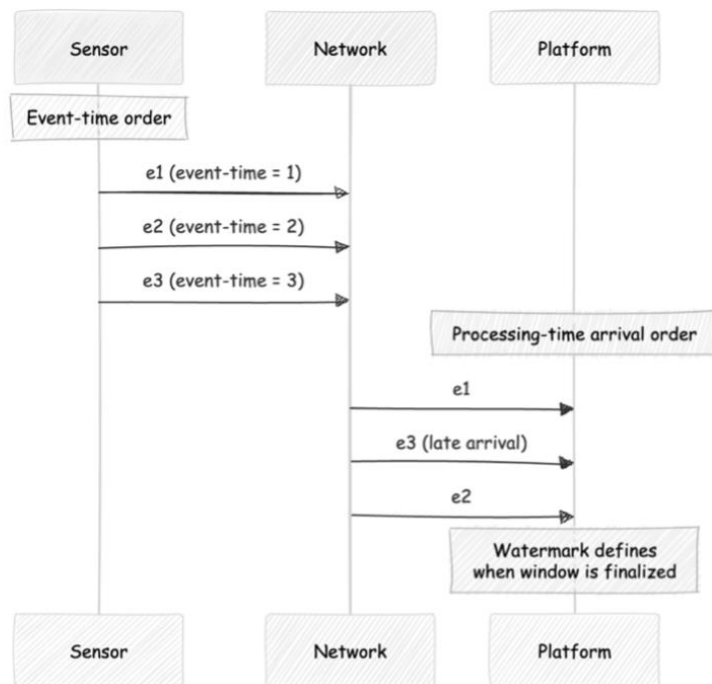 Sensor
Network
Platform
Event-time order
e1 (event-time = 1)
e2 (event-time = 2)
e3 (event-time = 3)
Processing-time arrival order
e1
e3 (late arrival)
e2
Watermark defines
when window is finalized
Sensor
Network
Platform